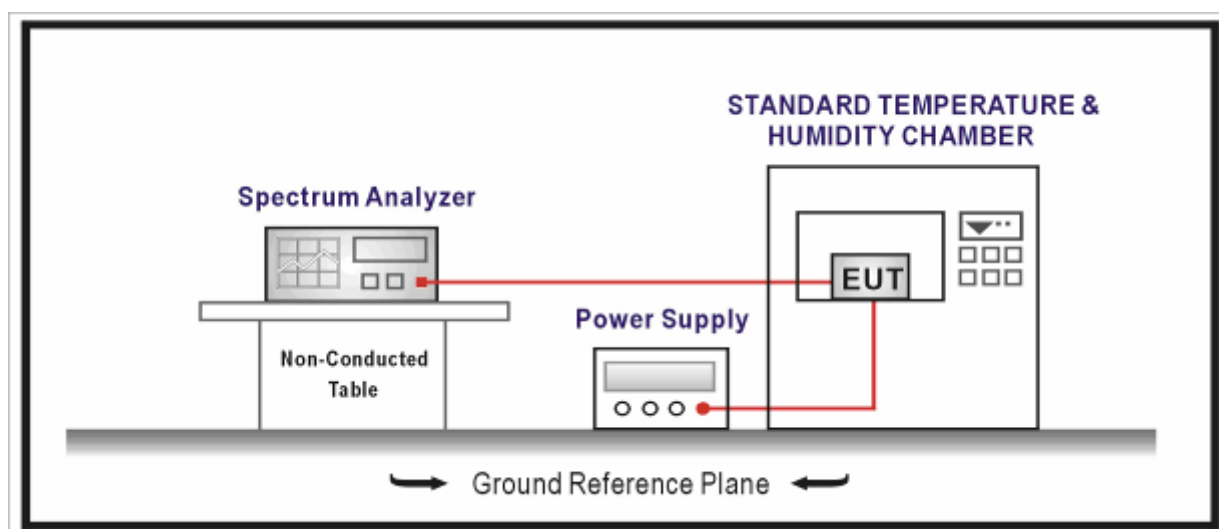 STANDARD TEMPERATURE &
HUMIDITY CHAMBER
Spectrum Analyzer
EUT
Power Supply
Non-Conducted
Table
Ground Reference Plane